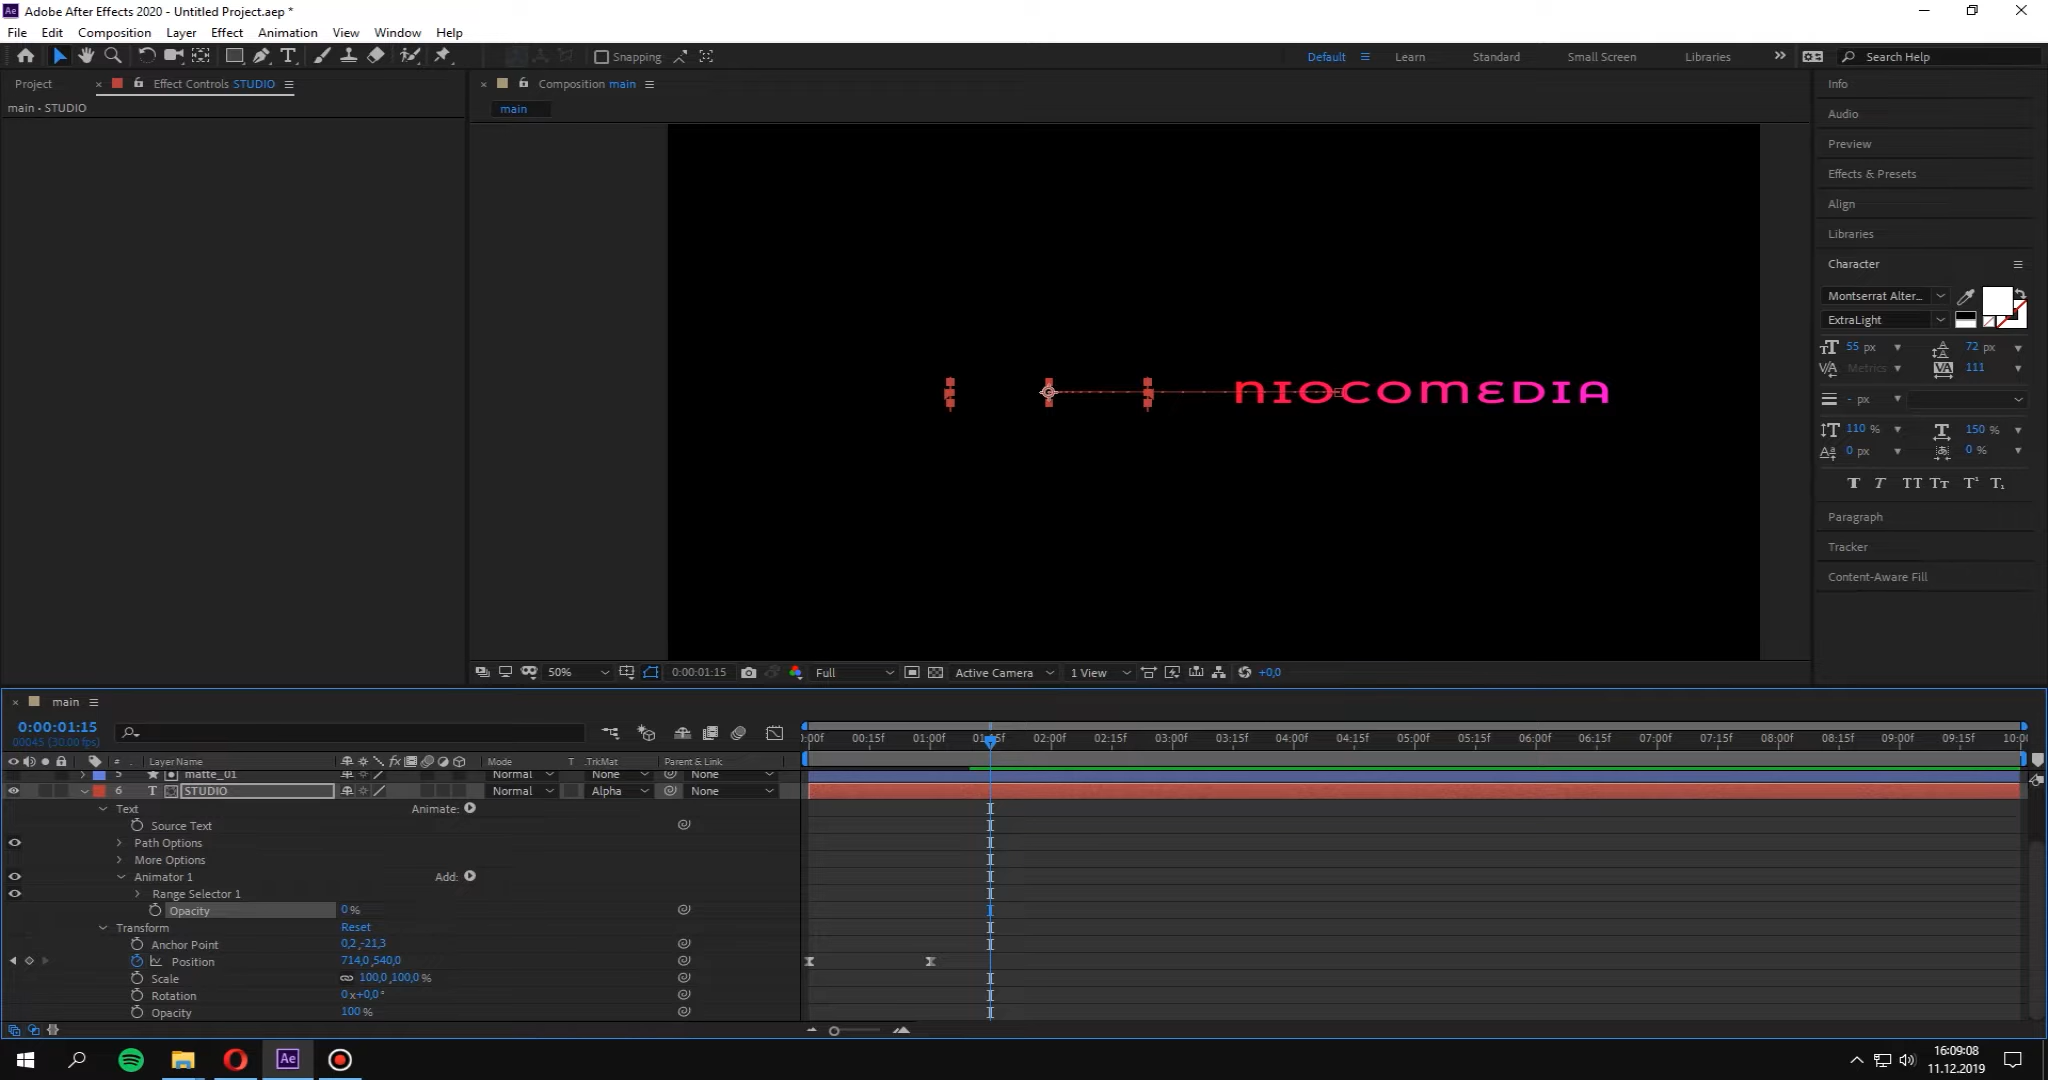 Adobe After Effects 2020 - Untitled Project.aep *
File Edit Composition Layer Effect Animation View Window Help
Snapping
Default Learn Standard Small Screen Libraries Search Help
Project Effect Controls STUDIO
main • STUDIO
Composition main
main
NIOCOMEDIA
50% 0:00:01:15 Full Active Camera 1 View +0,0
Info
Audio
Preview
Effects & Presets
Align
Libraries
Character
Montserrat Alter...
ExtraLight
55 px 72 px
Metrics 111
- px
110 % 150 %
0 px 0 %
Paragraph
Tracker
Content-Aware Fill
main
0:00:01:15
00045 (30.00 fps)
:00f 00:15f 01:00f 01:15f 02:00f 02:15f 03:00f 03:15f 04:00f 04:15f 05:00f 05:15f 06:00f 06:15f 07:00f 07:15f 08:00f 08:15f 09:00f 09:15f 10:0
# Layer Name Mode T .TrkMat Parent & Link
5 matte_01 Normal None None
6 T STUDIO Normal Alpha None
Text Animate:
Source Text
Path Options
More Options
Animator 1 Add:
Range Selector 1
Opacity 0 %
Transform Reset
Anchor Point 0,2 ,-21,3
Position 714,0 ,540,0
Scale 100,0 ,100,0 %
Rotation 0 x +0,0 °
Opacity 100 %
Ae
16:09:08
11.12.2019